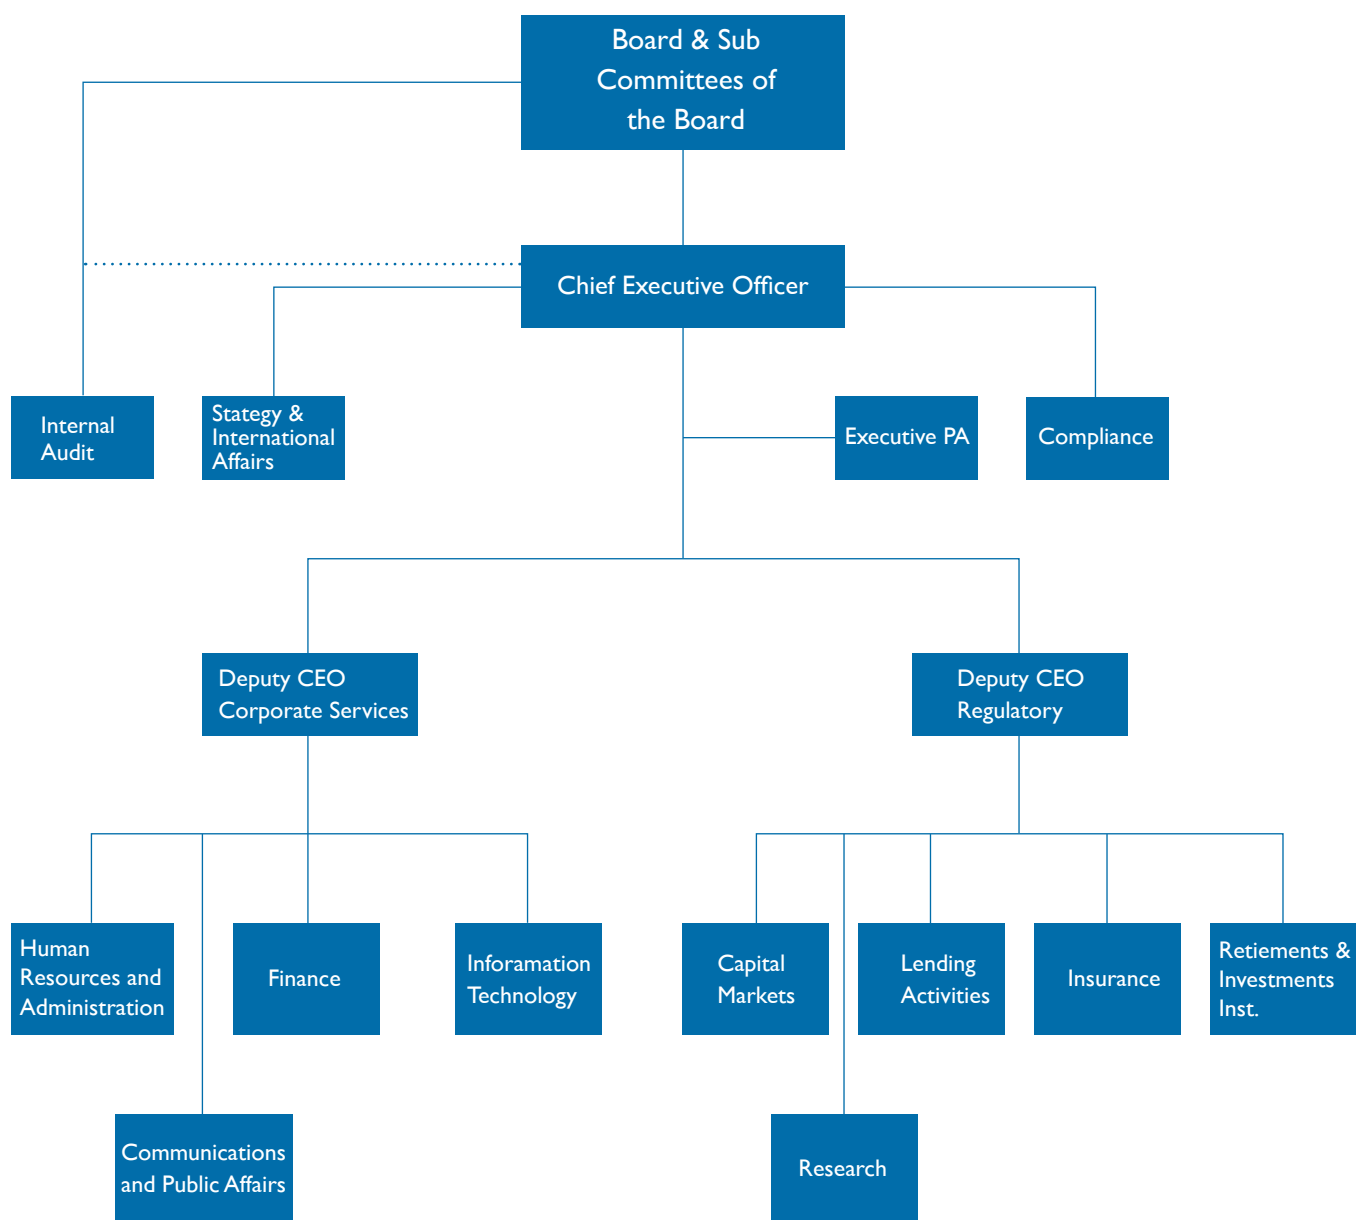 Board & Sub
Committees of
the Board
Chief Executive Officer
Internal
Audit
Stategy &
International
Affairs
Executive PA
Compliance
Deputy CEO
Corporate Services
Deputy CEO
Regulatory
Human
Resources and
Administration
Finance
Inforamation
Technology
Capital
Markets
Lending
Activities
Insurance
Retiements &
Investments
Inst.
Communications
and Public Affairs
Research